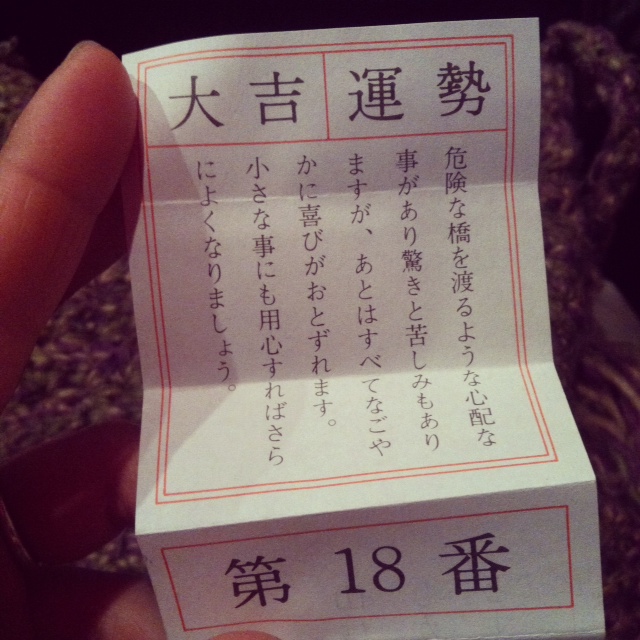 運勢
大吉
危険な橋を渡るような心配な
事があり驚きと苦しみもあり
ますが、あとはすべてなごや
かに喜びがおとずれます。
小さな事にも用心すればさら
によくなりましょう。
第18番